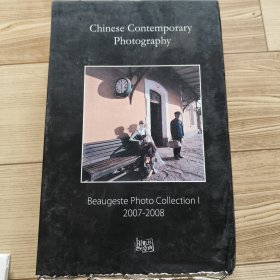 Chinese Contemporary
Photography
Beaugeste Photo Collection I
2007-2008